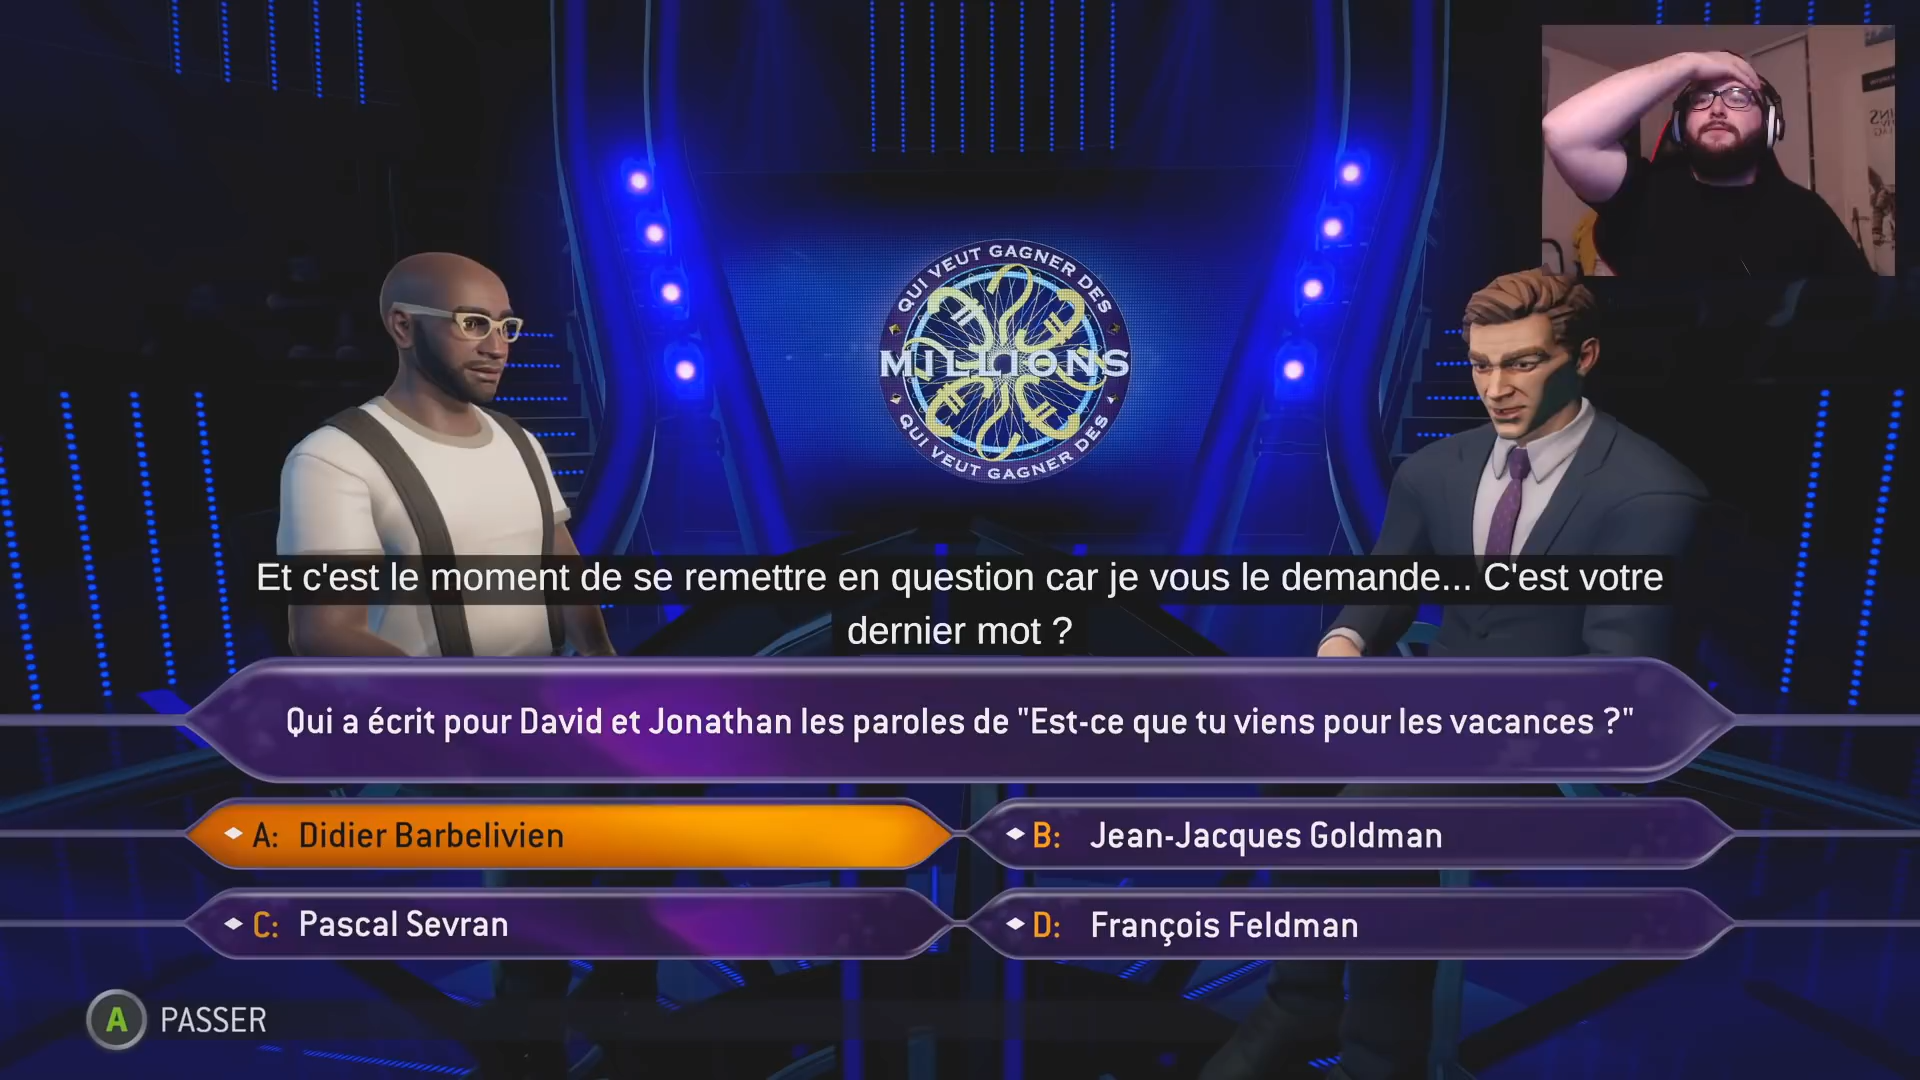 QUI VEUT GAGNER DES
MILLIONS
QUI VEUT GAGNER DES
Et c'est le moment de se remettre en question car je vous le demande... C'est votre
dernier mot ?
Qui a écrit pour David et Jonathan les paroles de "Est-ce que tu viens pour les vacances ?"
A: Didier Barbelivien
B: Jean-Jacques Goldman
C: Pascal Sevran
D: François Feldman
A PASSER